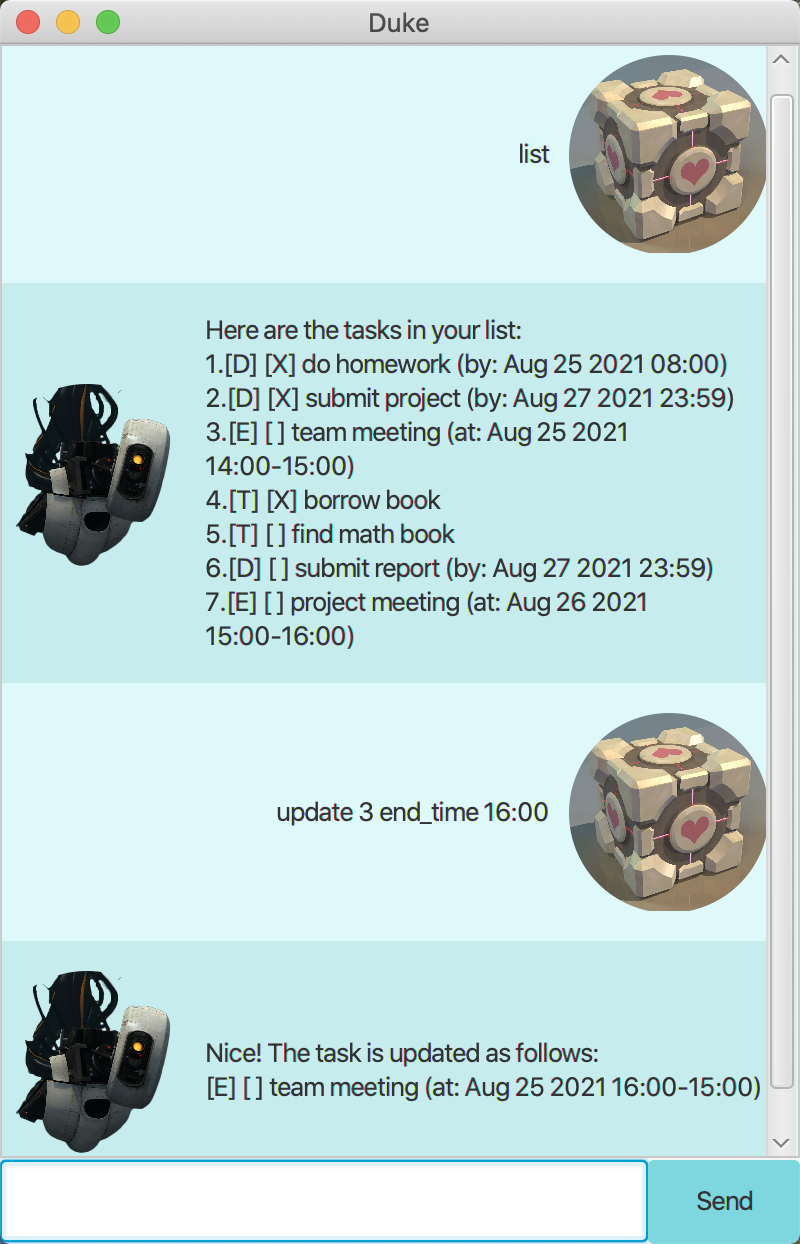 Duke
list
Here are the tasks in your list:
1.[D] [X] do homework (by: Aug 25 2021 08:00)
2.[D] [X] submit project (by: Aug 27 2021 23:59)
3.[E] [ ] team meeting (at: Aug 25 2021
14:00-15:00)
4.[T] [X] borrow book
5.[T] [ ] find math book
6.[D] [ ] submit report (by: Aug 27 2021 23:59)
7.[E] [ ] project meeting (at: Aug 26 2021
15:00-16:00)
update 3 end_time 16:00
Nice! The task is updated as follows:
[E] [ ] team meeting (at: Aug 25 2021 16:00-15:00)
Send